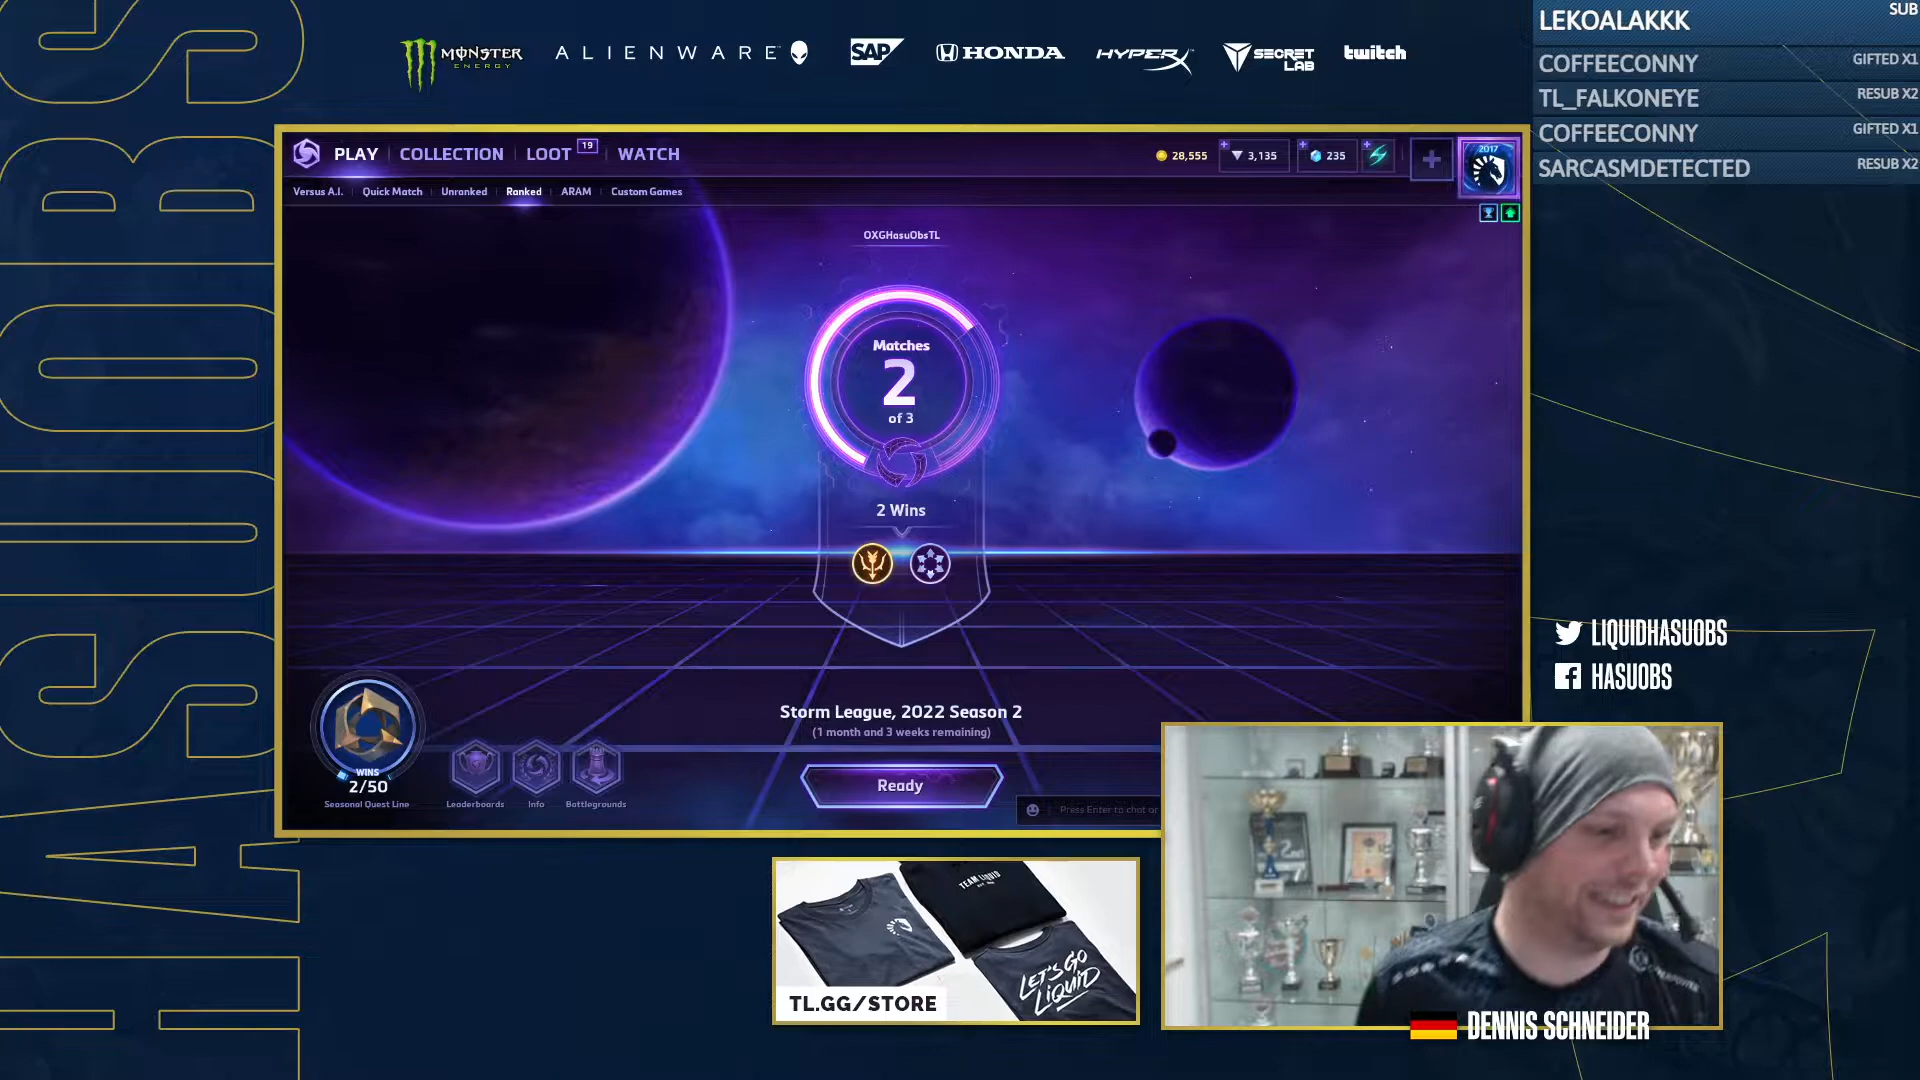 HASUOBS
MONSTER
ENERGY
ALIENWARE
SAP
HONDA
HYPERX
SECRET
LAB
twitch
LEKOALAKKK SUB
COFFEECONNY GIFTED X1
TL_FALKONEYE RESUB X2
COFFEECONNY GIFTED X1
SARCASMDETECTED RESUB X2
PLAY COLLECTION LOOT 19 WATCH
28,555 3,135 235
2017
Versus A.I. Quick Match Unranked Ranked ARAM Custom Games
OXGHasuObsTL
Matches
2
of 3
2 Wins
LIQUIDHASUOBS
HASUOBS
Storm League, 2022 Season 2
(1 month and 3 weeks remaining)
WINS
2/50
Seasonal Quest Line
Leaderboards Info Battlegrounds
Ready
Press Enter to chat or
TEAM LIQUID
LET'S GO
LIQUID
TL.GG/STORE
2nd
DENNIS SCHNEIDER